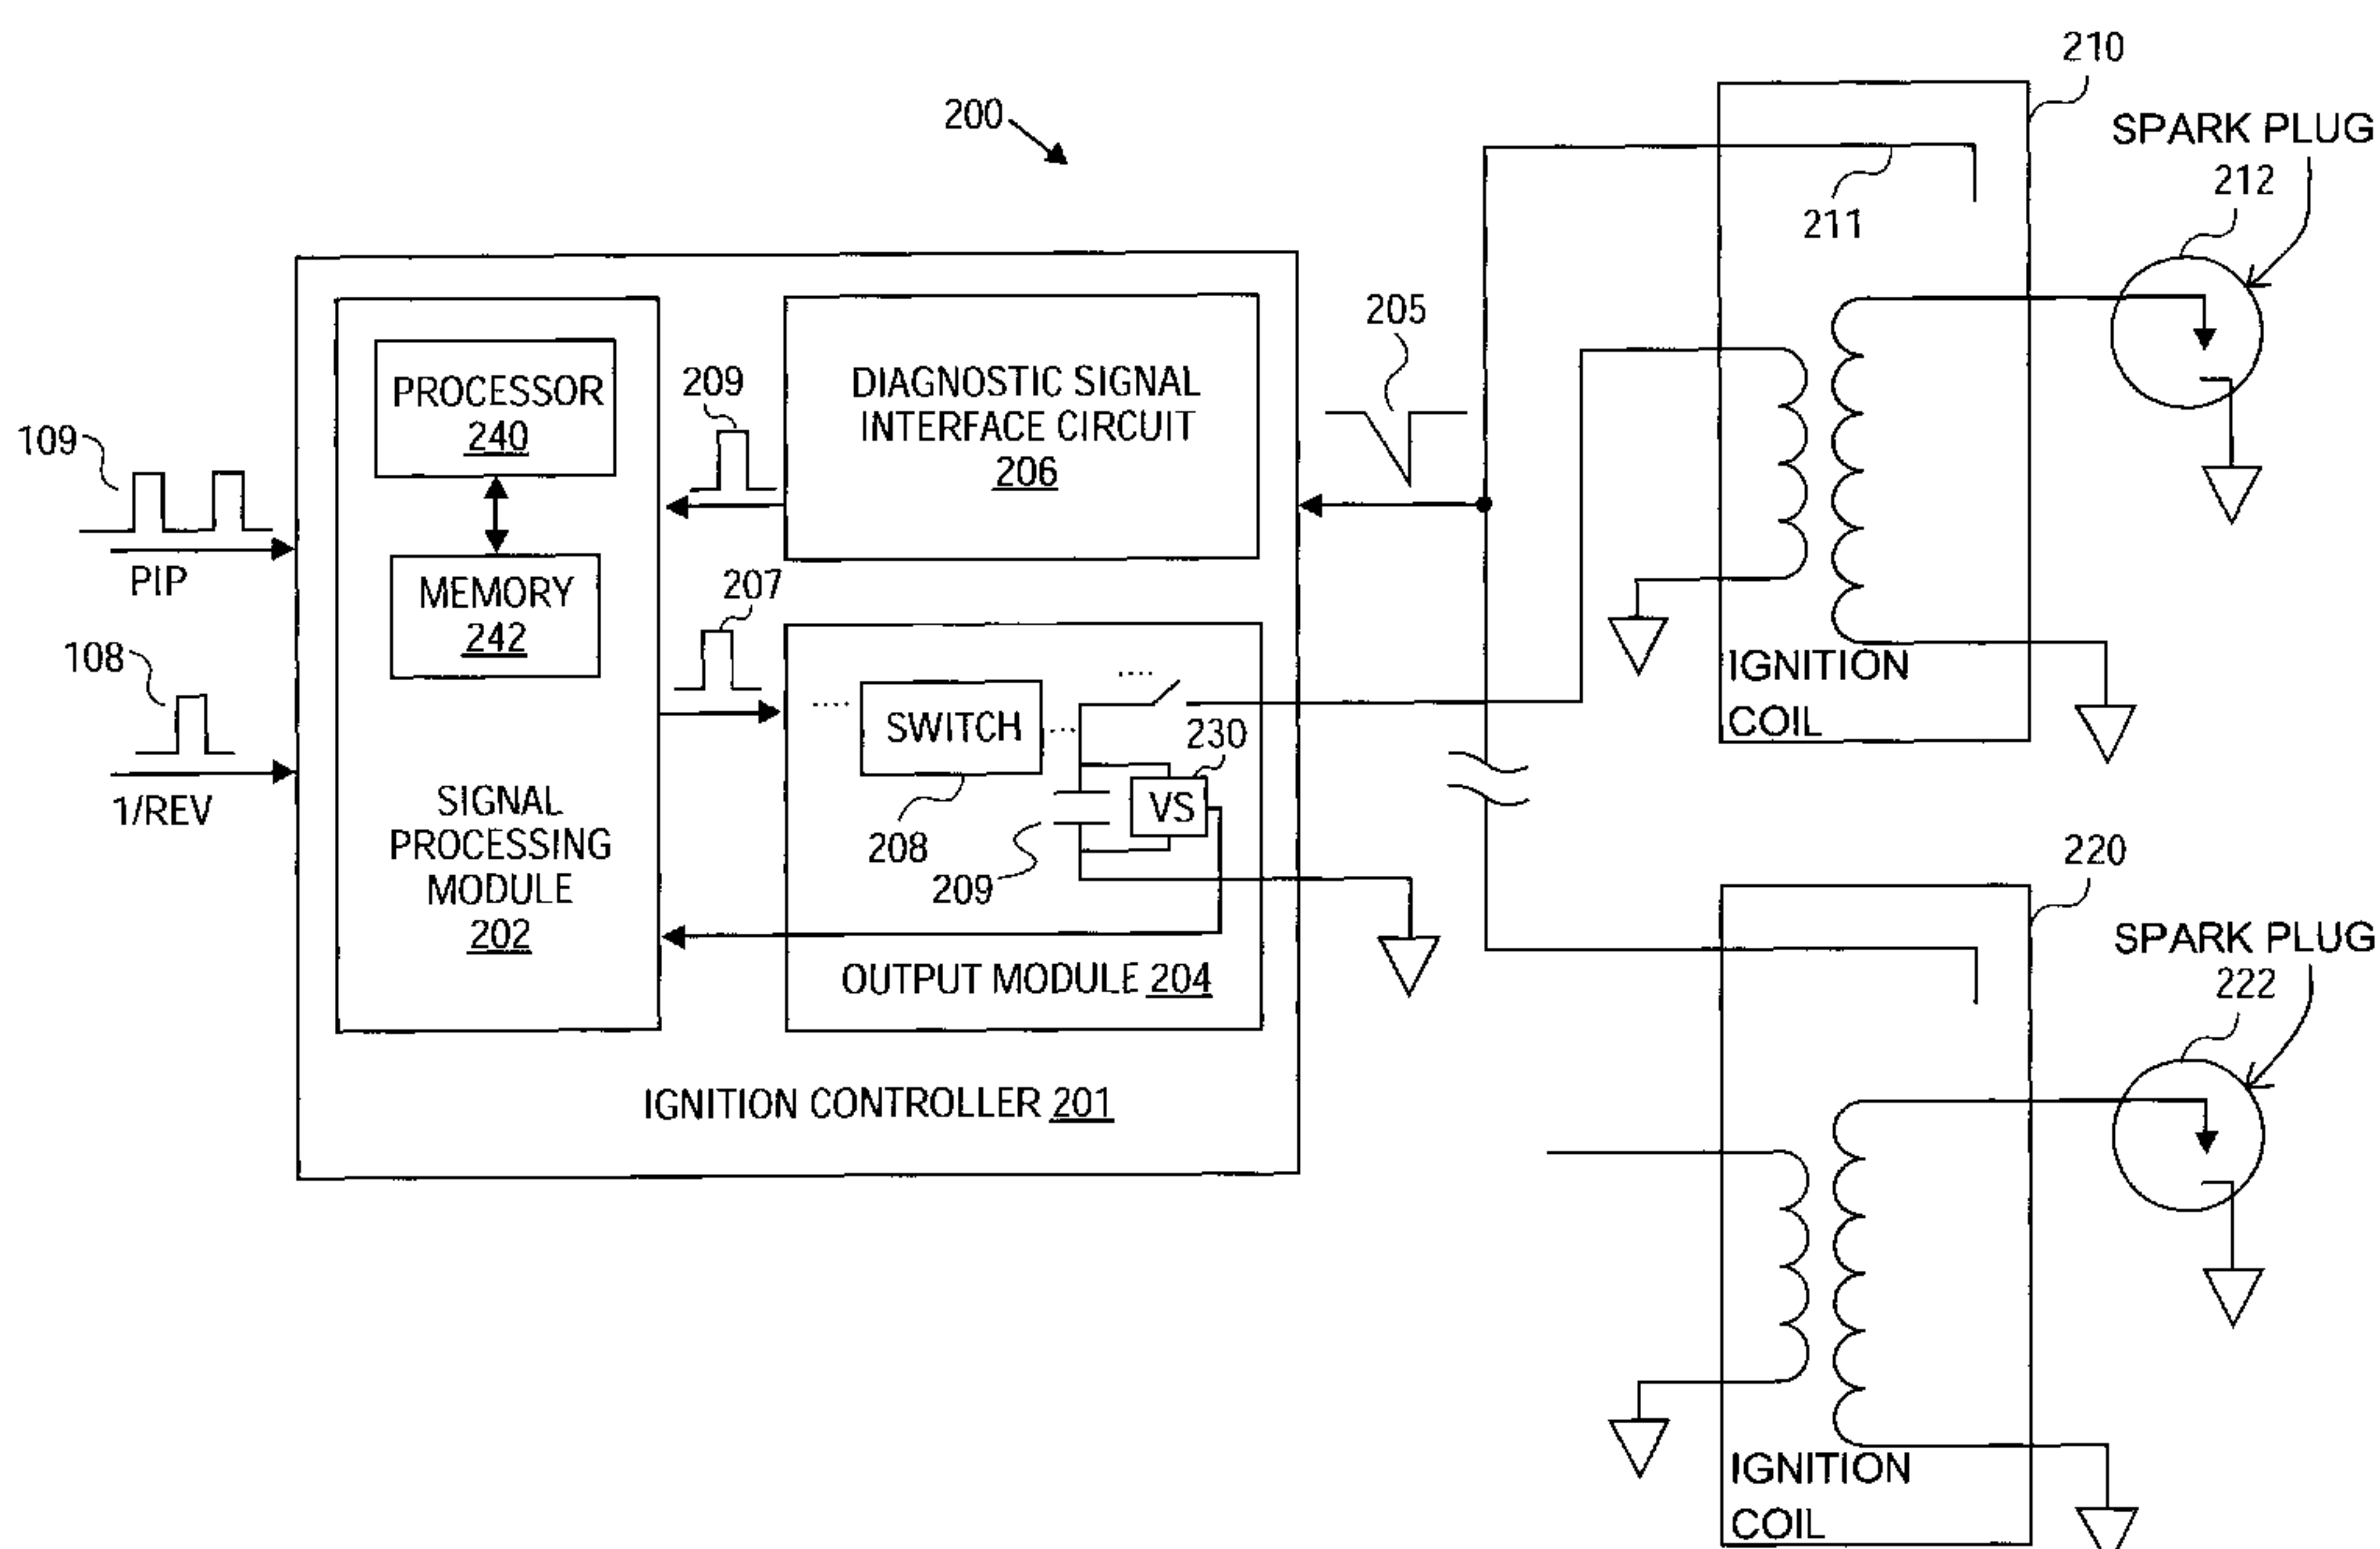 200
210
SPARK PLUG
212
211
205
PROCESSOR
240
209
DIAGNOSTIC SIGNAL
INTERFACE CIRCUIT
206
109
PIP
MEMORY
242
207
108
1/REV
SWITCH
208
230
VS
209
IGNITION
COIL
SIGNAL
PROCESSING
MODULE
202
OUTPUT MODULE 204
IGNITION CONTROLLER 201
220
SPARK PLUG
222
IGNITION
COIL